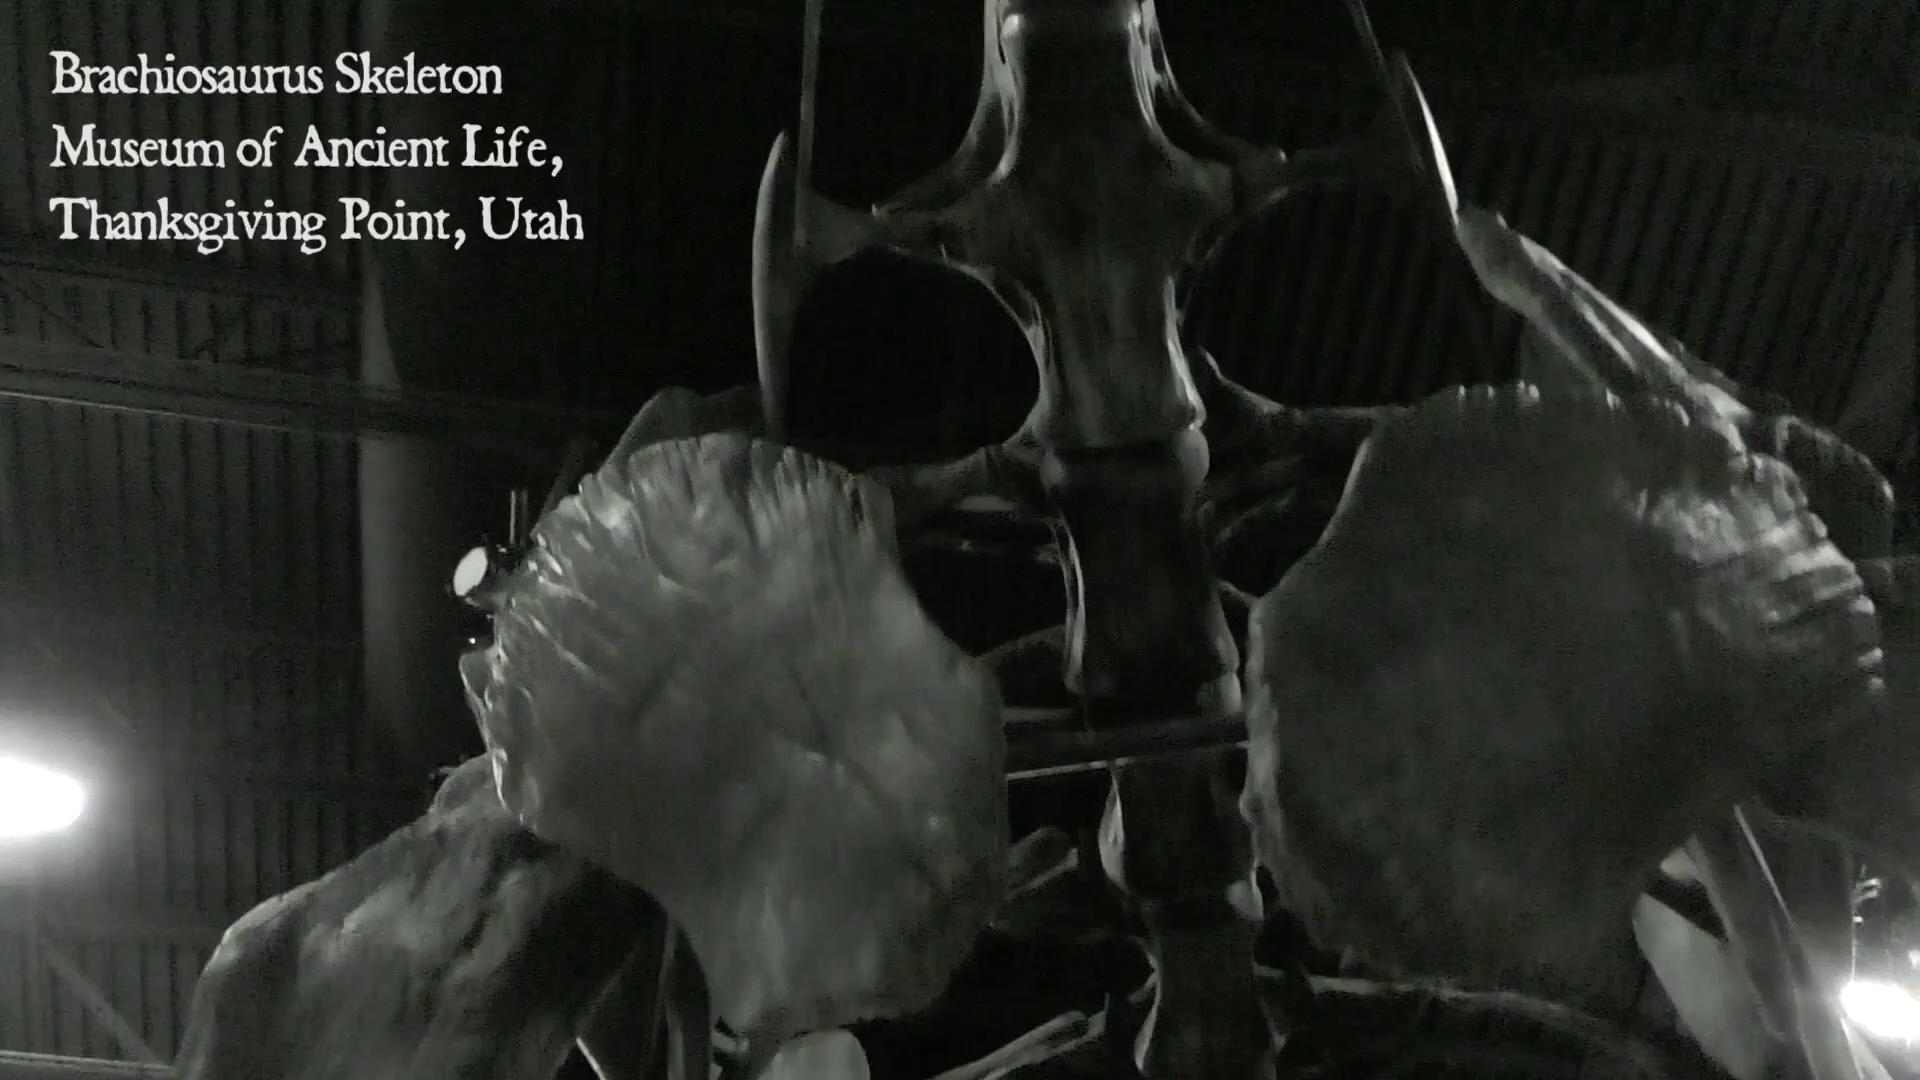 Brachiosaurus Skeleton
Museum of Ancient Life,
Thanksgiving Point, Utah